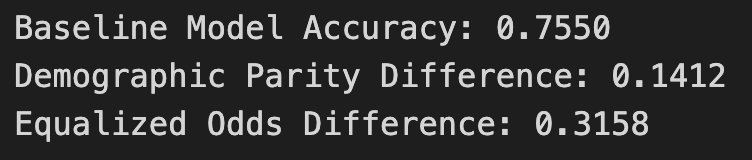 Baseline Model Accuracy: 0.7550
Demographic Parity Difference: 0.1412
Equalized Odds Difference: 0.3158